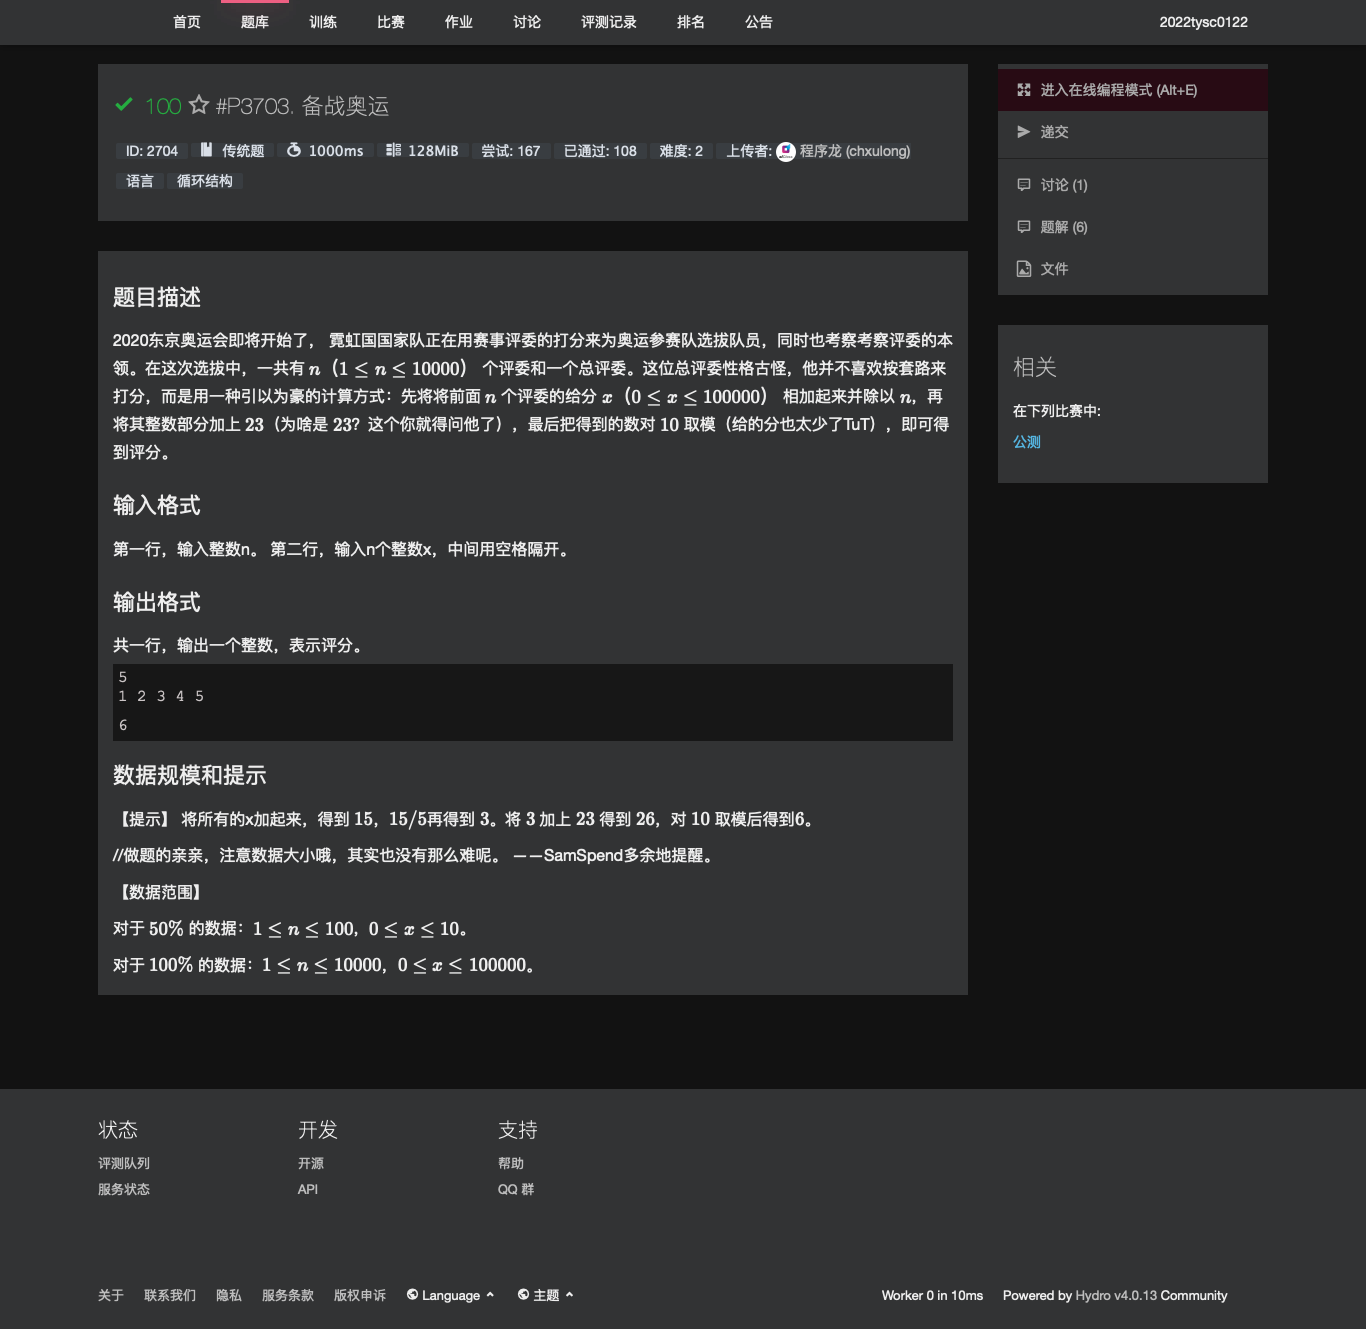 首页 题库 训练 比赛 作业 讨论 评测记录 排名 公告 2022tysc0122
100 #P3703. 备战奥运
ID: 2704 传统题 1000ms 128MiB 尝试: 167 已通过: 108 难度: 2 上传者: 程序龙 (chxulong)
语言 循环结构
题目描述
2020东京奥运会即将开始了， 霓虹国国家队正在用赛事评委的打分来为奥运参赛队选拔队员，同时也考察考察评委的本
领。在这次选拔中，一共有 n（1 ≤ n ≤ 10000） 个评委和一个总评委。这位总评委性格古怪，他并不喜欢按套路来
打分，而是用一种引以为豪的计算方式：先将将前面 n 个评委的给分 x（0 ≤ x ≤ 100000） 相加起来并除以 n，再
将其整数部分加上 23（为啥是 23？这个你就得问他了），最后把得到的数对 10 取模（给的分也太少了TuT），即可得
到评分。
输入格式
第一行，输入整数n。 第二行，输入n个整数x，中间用空格隔开。
输出格式
共一行，输出一个整数，表示评分。
5
1 2 3 4 5
6
数据规模和提示
【提示】 将所有的x加起来，得到 15，15/5再得到 3。将 3 加上 23 得到 26，对 10 取模后得到6。
//做题的亲亲，注意数据大小哦，其实也没有那么难呢。 ——SamSpend多余地提醒。
【数据范围】
对于 50% 的数据：1 ≤ n ≤ 100，0 ≤ x ≤ 10。
对于 100% 的数据：1 ≤ n ≤ 10000，0 ≤ x ≤ 100000。
进入在线编程模式 (Alt+E)
递交
讨论 (1)
题解 (6)
文件
相关
在下列比赛中:
公测
状态 开发 支持
评测队列 开源 帮助
服务状态 API QQ 群
关于 联系我们 隐私 服务条款 版权申诉 Language 主题 Worker 0 in 10ms Powered by Hydro v4.0.13 Community